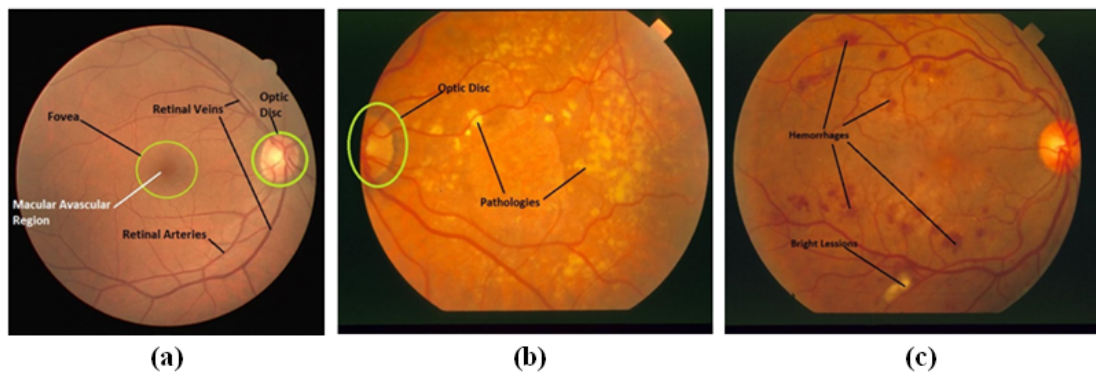 Retinal Veins
Optic
Disc
Fovea
Macular Avascular
Region
Retinal Arteries
(a)
Optic Disc
Pathologies
(b)
Hemorrhages
Bright Lessions
(c)